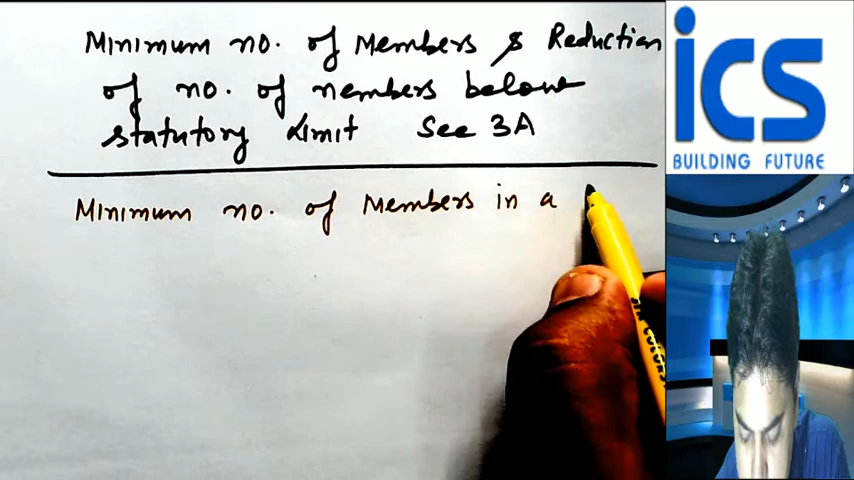 Minimum no. of Members & Reduction
of no. of members below
statutory Limit See 3A
Minimum no. of Members in a
ics
BUILDING FUTURE